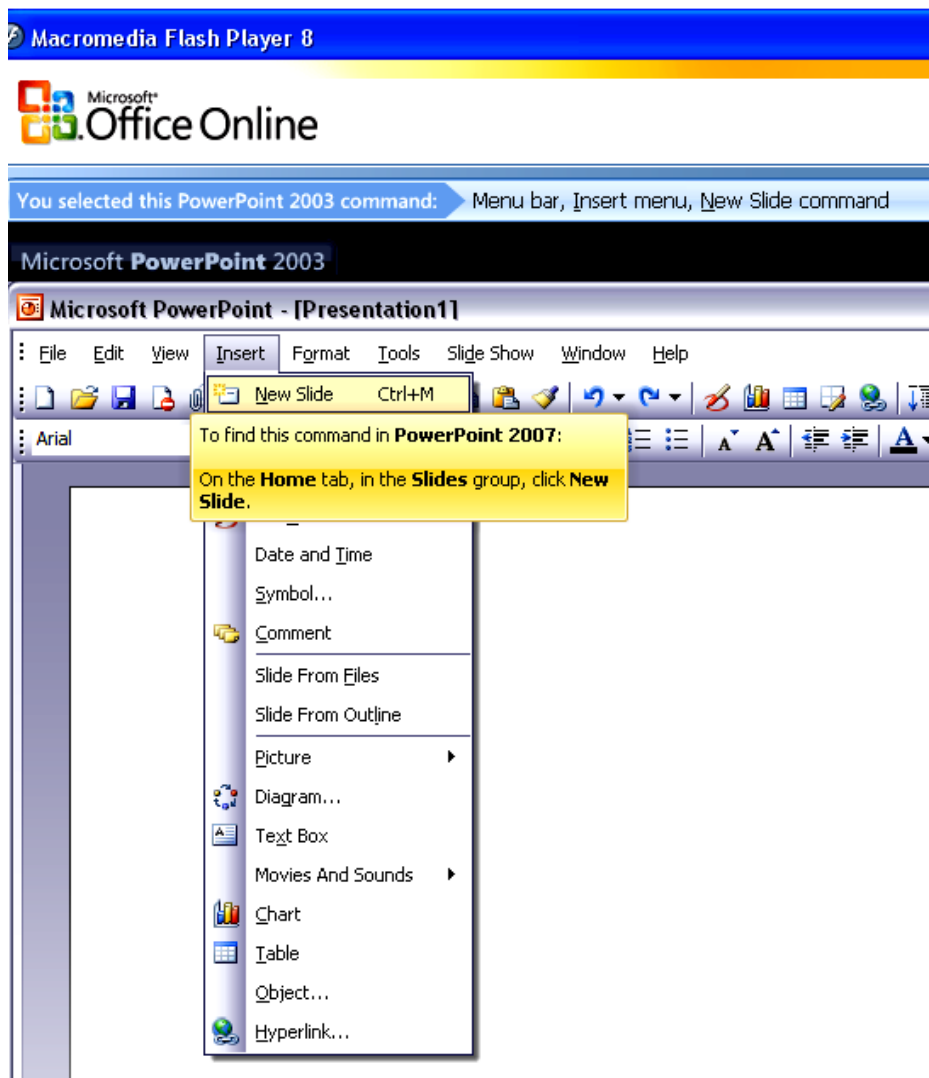 Macromedia Flash Player 8
Microsoft
Office Online
You selected this PowerPoint 2003 command: Menu bar, Insert menu, New Slide command
Microsoft PowerPoint 2003
Microsoft PowerPoint - [Presentation1]
File Edit View Insert Format Tools Slide Show Window Help
New Slide Ctrl+M
Arial
To find this command in PowerPoint 2007:
On the Home tab, in the Slides group, click New
Slide.
Date and Time
Symbol...
Comment
Slide From Files
Slide From Outline
Picture
Diagram...
Text Box
Movies And Sounds
Chart
Table
Object...
Hyperlink...